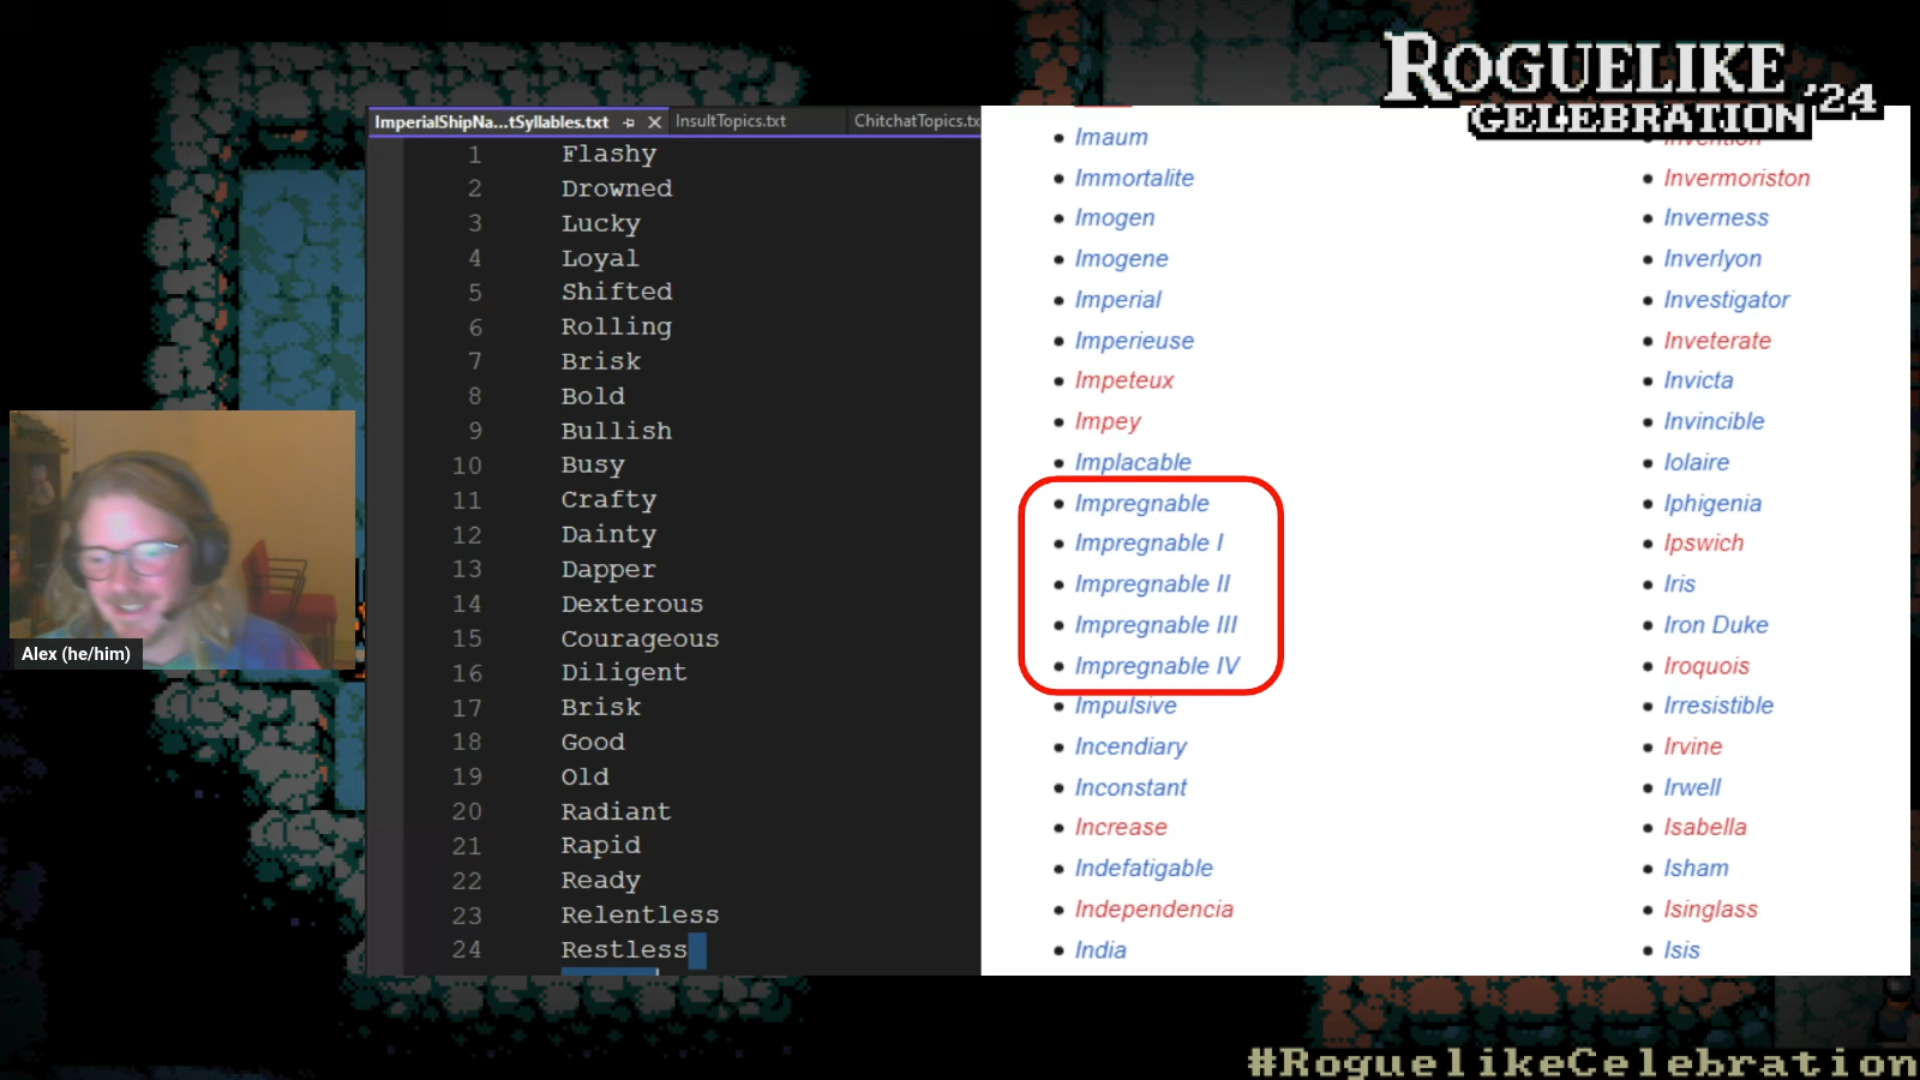 ROGUELIKE
CELEBRATION '24
ImperialShipNa...tSyllables.txt
InsultTopics.txt
ChitchatTopics.tx
1 Flashy
2 Drowned
3 Lucky
4 Loyal
5 Shifted
6 Rolling
7 Brisk
8 Bold
9 Bullish
10 Busy
11 Crafty
12 Dainty
13 Dapper
14 Dexterous
15 Courageous
16 Diligent
17 Brisk
18 Good
19 Old
20 Radiant
21 Rapid
22 Ready
23 Relentless
24 Restless
Imaum
Immortalite
Imogen
Imogene
Imperial
Imperieuse
Impeteux
Impey
Implacable
Impregnable
Impregnable I
Impregnable II
Impregnable III
Impregnable IV
Impulsive
Incendiary
Inconstant
Increase
Indefatigable
Independencia
India
Invention
Invermoriston
Inverness
Inverlyon
Investigator
Inveterate
Invicta
Invincible
Iolaire
Iphigenia
Ipswich
Iris
Iron Duke
Iroquois
Irresistible
Irvine
Irwell
Isabella
Isham
Isinglass
Isis
Alex (he/him)
#RoguelikeCelebration